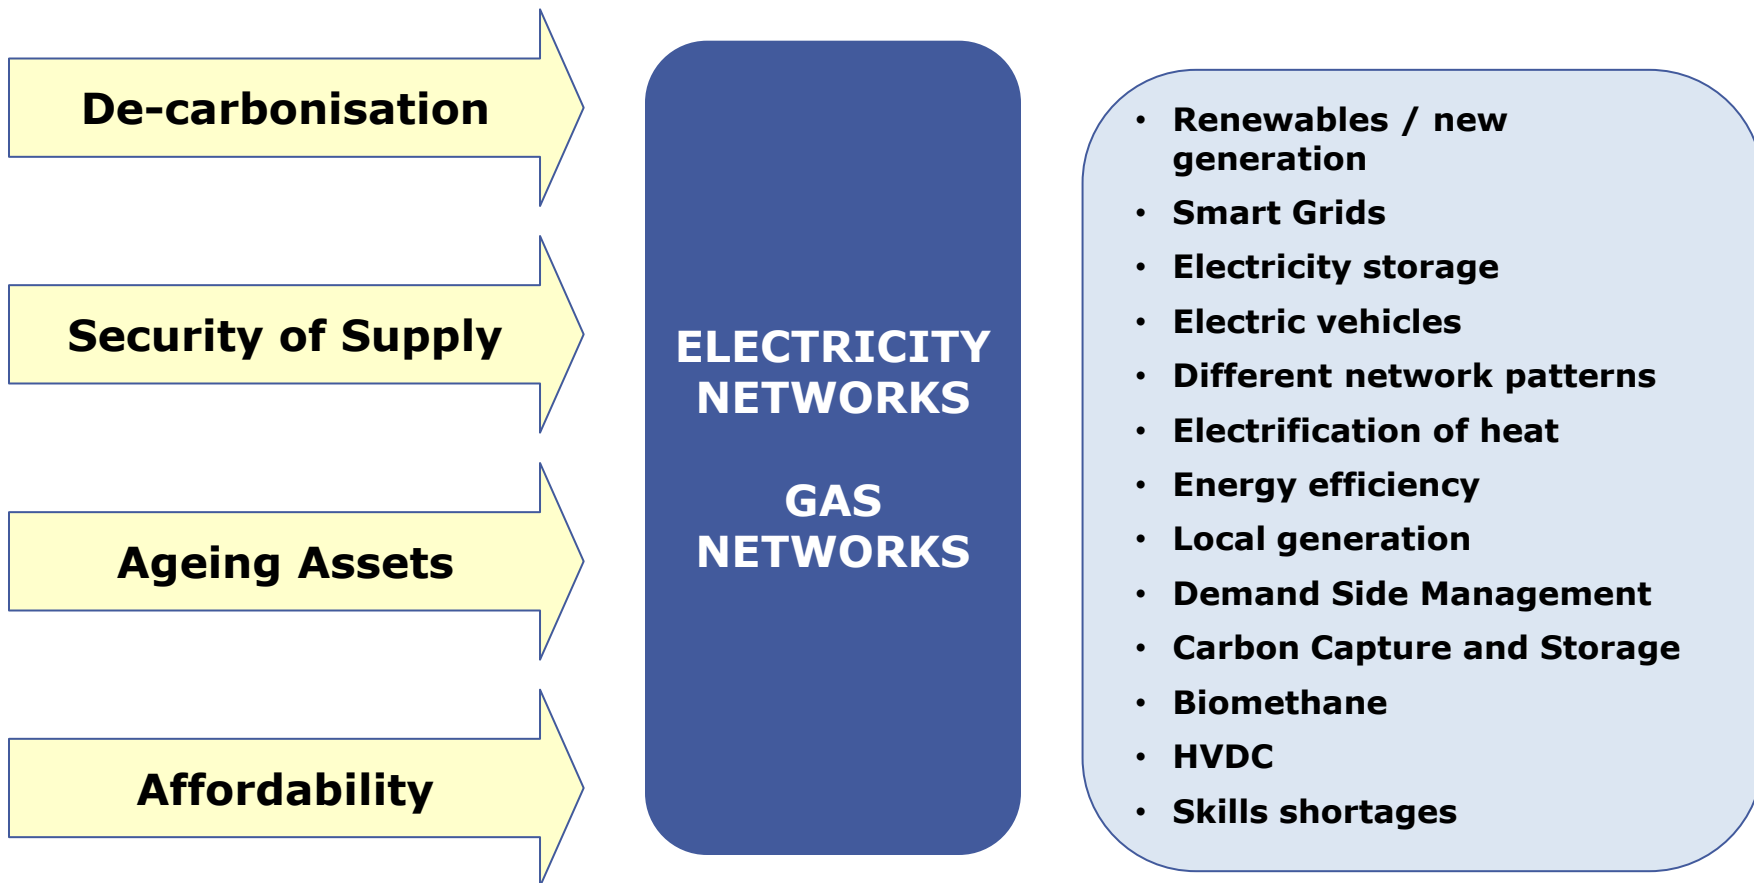 De-carbonisation
Security of Supply
Ageing Assets
Affordability
ELECTRICITY
NETWORKS
GAS
NETWORKS
• Renewables / new
generation
• Smart Grids
• Electricity storage
• Electric vehicles
• Different network patterns
• Electrification of heat
• Energy efficiency
• Local generation
• Demand Side Management
• Carbon Capture and Storage
• Biomethane
• HVDC
• Skills shortages